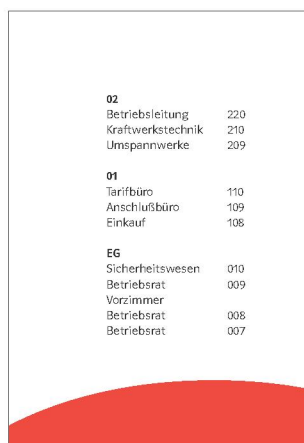 02
Betriebsleitung 220
Kraftwerkstechnik 210
Umspannwerke 209
01
Tarifbüro 110
Anschlußbüro 109
Einkauf 108
EG
Sicherheitswesen 010
Betriebsrat 009
Vorzimmer
Betriebsrat 008
Betriebsrat 007